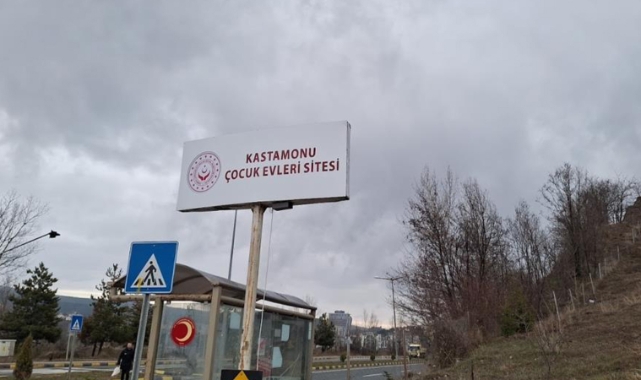 KASTAMONU
ÇOCUK EVLERİ SİTESİ